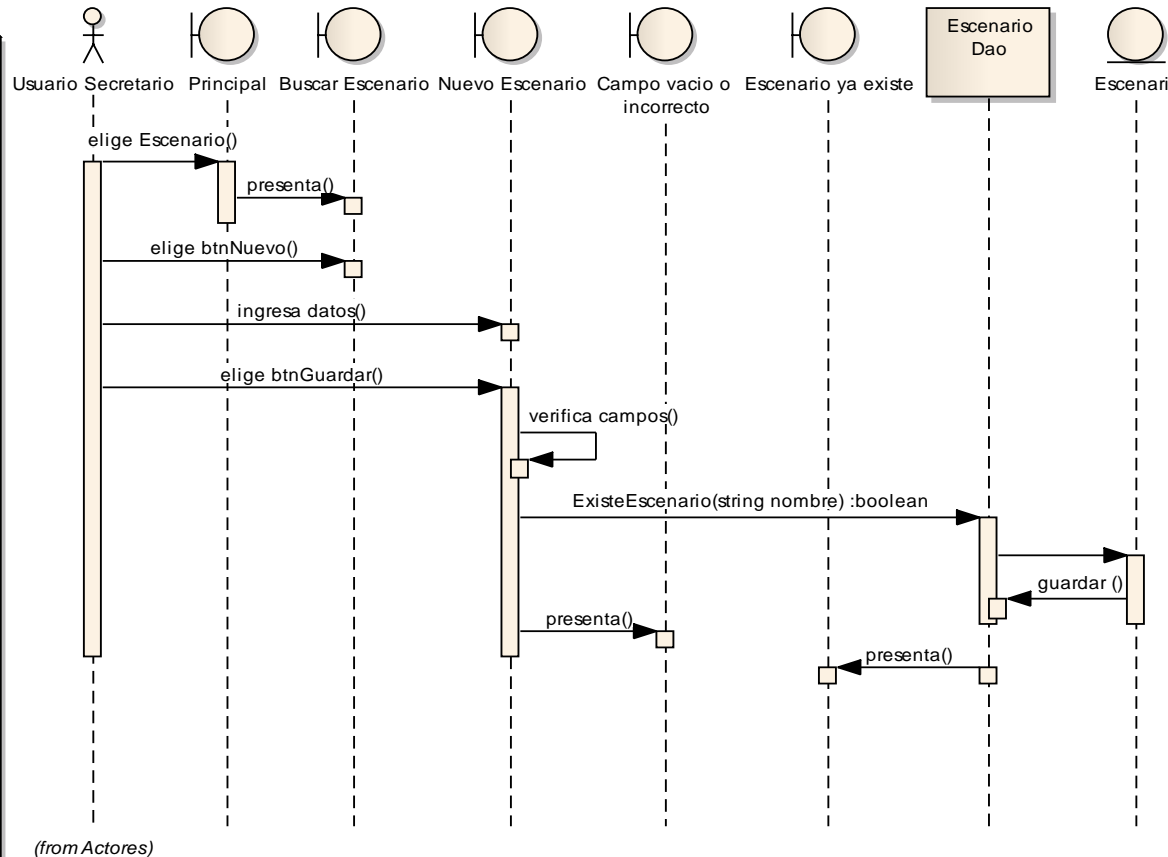 Usuario Secretario
Principal
Buscar Escenario
Nuevo Escenario
Campo vacio o
incorrecto
Escenario ya existe
Escenario
Dao
Escenari
elige Escenario()
presenta()
elige btnNuevo()
ingresa datos()
elige btnGuardar()
verifica campos()
ExisteEscenario(string nombre) :boolean
guardar ()
presenta()
presenta()
(from Actores)